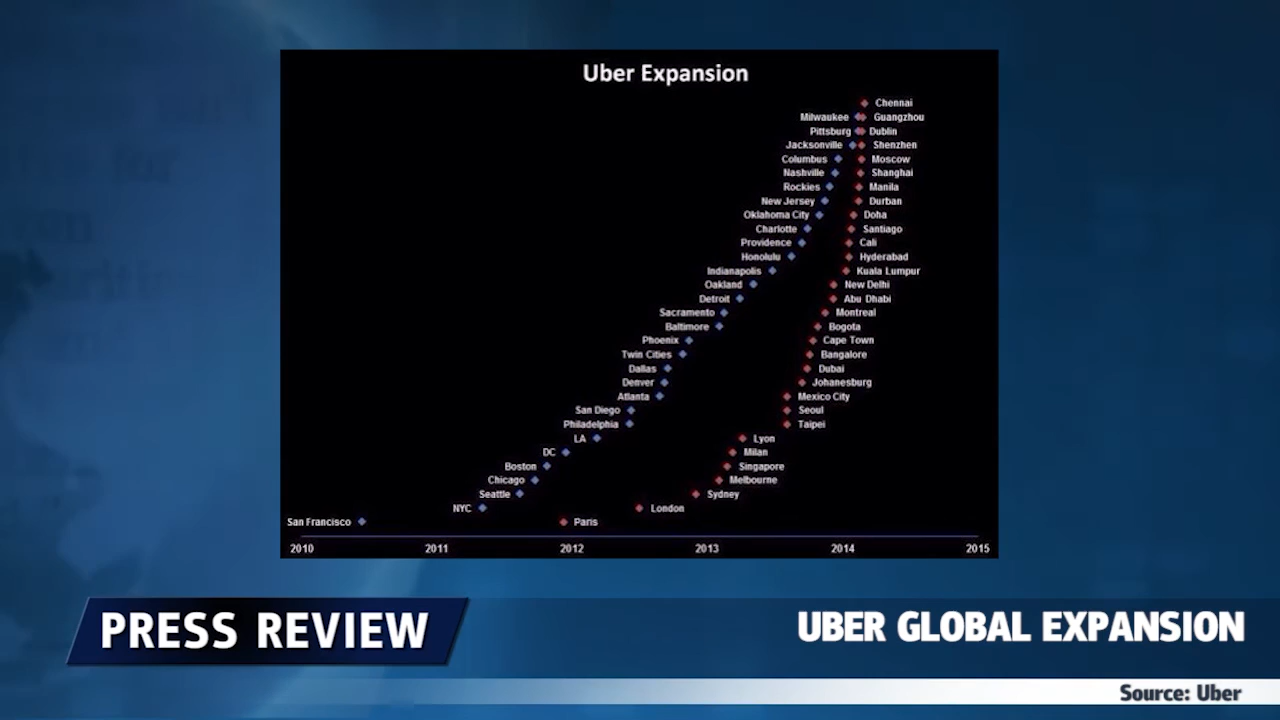 Uber Expansion
Chennai
Milwaukee Guangzhou
Pittsburg Dublin
Jacksonville Shenzhen
Columbus Moscow
Nashville Shanghai
Rockies Manila
New Jersey Durban
Oklahoma City Doha
Charlotte Santiago
Providence Cali
Honolulu Hyderabad
Indianapolis Kuala Lumpur
Oakland New Delhi
Detroit Abu Dhabi
Sacramento Montreal
Baltimore Bogota
Phoenix Cape Town
Twin Cities Bangalore
Dallas Dubai
Denver Johanesburg
Atlanta Mexico City
San Diego Seoul
Philadelphia Taipei
LA Lyon
DC Milan
Boston Singapore
Chicago Melbourne
Seattle Sydney
NYC London
San Francisco Paris
2010 2011 2012 2013 2014 2015
PRESS REVIEW
UBER GLOBAL EXPANSION
Source: Uber